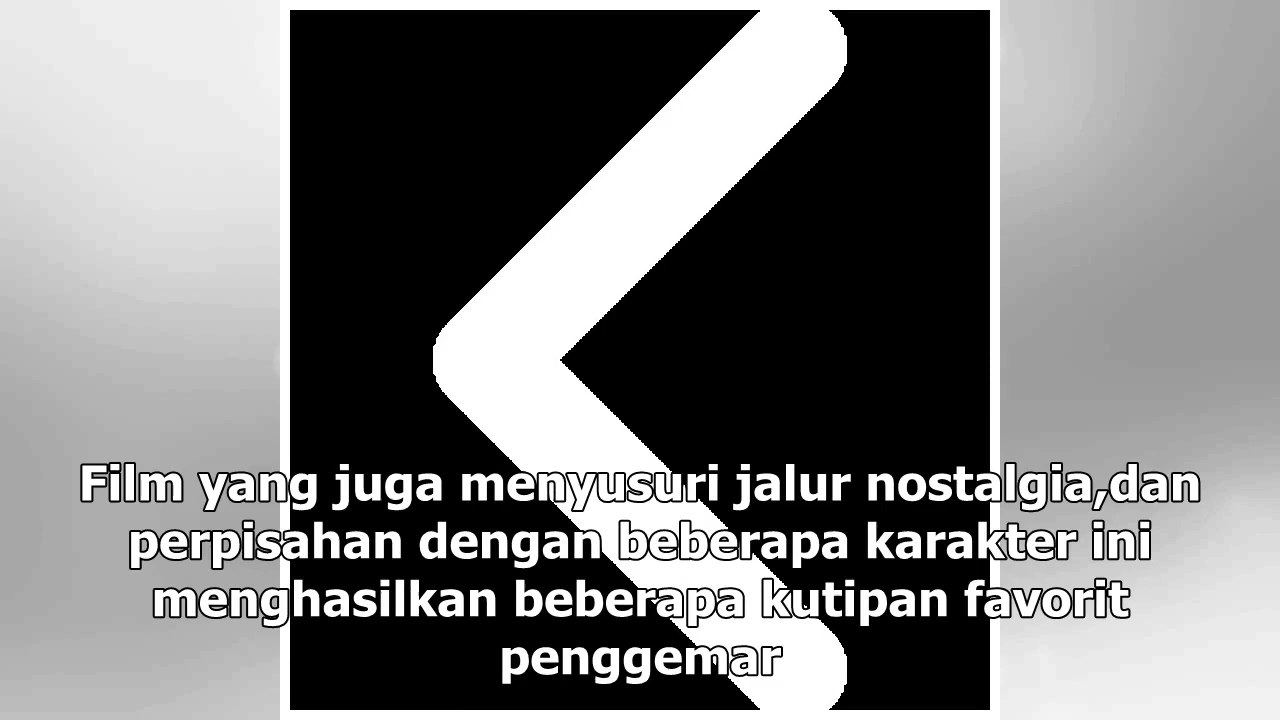 Film yang juga menyusuri jalur nostalgia,dan
perpisahan dengan beberapa karakter ini
menghasilkan beberapa kutipan favorit
penggemar